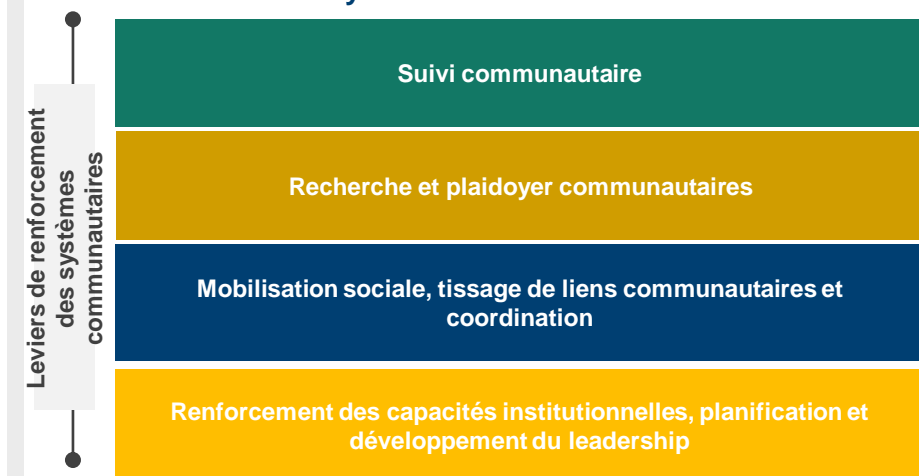 Leviers de renforcement
des systèmes
communautaires
Suivi communautaire
Recherche et plaidoyer communautaires
Mobilisation sociale, tissage de liens communautaires et
coordination
Renforcement des capacités institutionnelles, planification et
développement du leadership